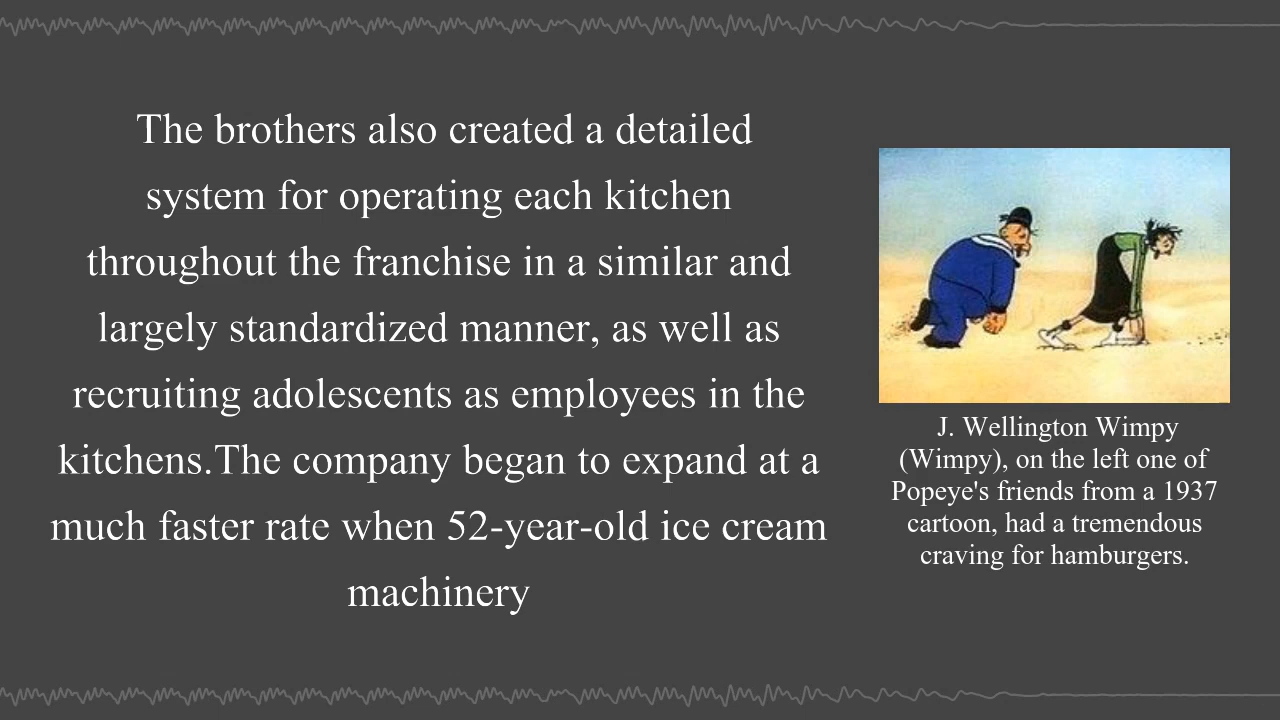 The brothers also created a detailed
system for operating each kitchen
throughout the franchise in a similar and
largely standardized manner, as well as
recruiting adolescents as employees in the
kitchens.The company began to expand at a
much faster rate when 52-year-old ice cream
machinery
J. Wellington Wimpy
(Wimpy), on the left one of
Popeye's friends from a 1937
cartoon, had a tremendous
craving for hamburgers.